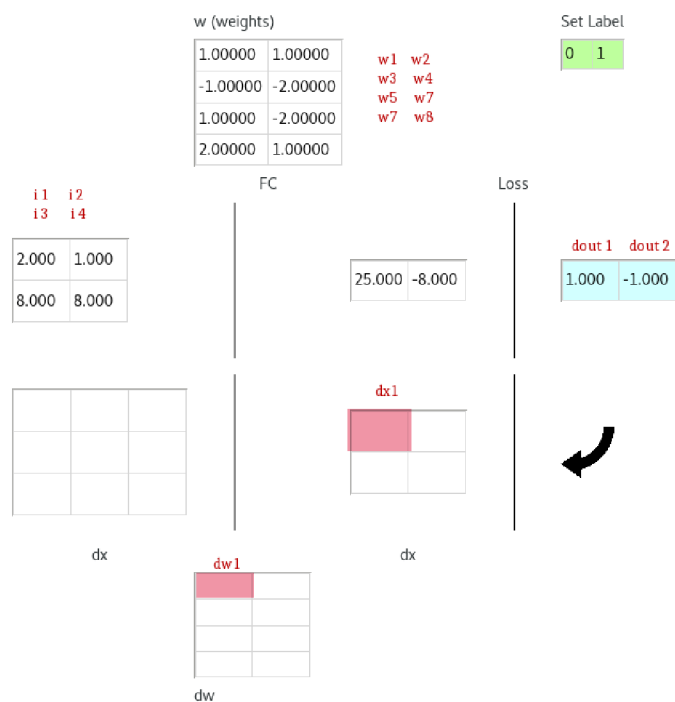 w (weights)
Set Label
1.00000 1.00000
-1.00000 -2.00000
1.00000 -2.00000
2.00000 1.00000
w1 w2
w3 w4
w5 w7
w7 w8
0 1
FC
Loss
i1 i2
i3 i4
2.000 1.000
8.000 8.000
25.000 -8.000
dout 1 dout 2
1.000 -1.000
dx1
dx
dx
dw1
dw